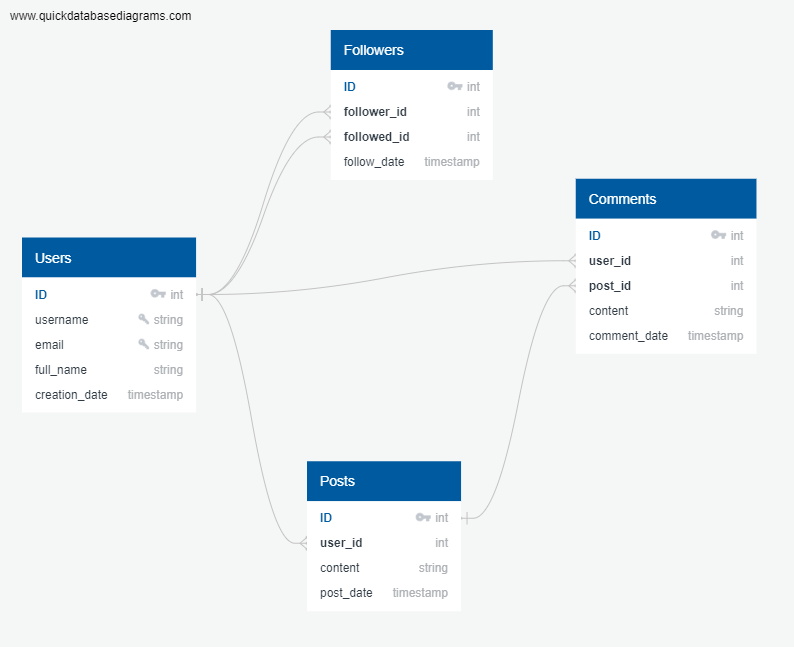 www.quickdatabasediagrams.com
Followers
ID int
follower_id int
followed_id int
follow_date timestamp
Comments
ID int
user_id int
post_id int
content string
comment_date timestamp
Users
ID int
username string
email string
full_name string
creation_date timestamp
Posts
ID int
user_id int
content string
post_date timestamp